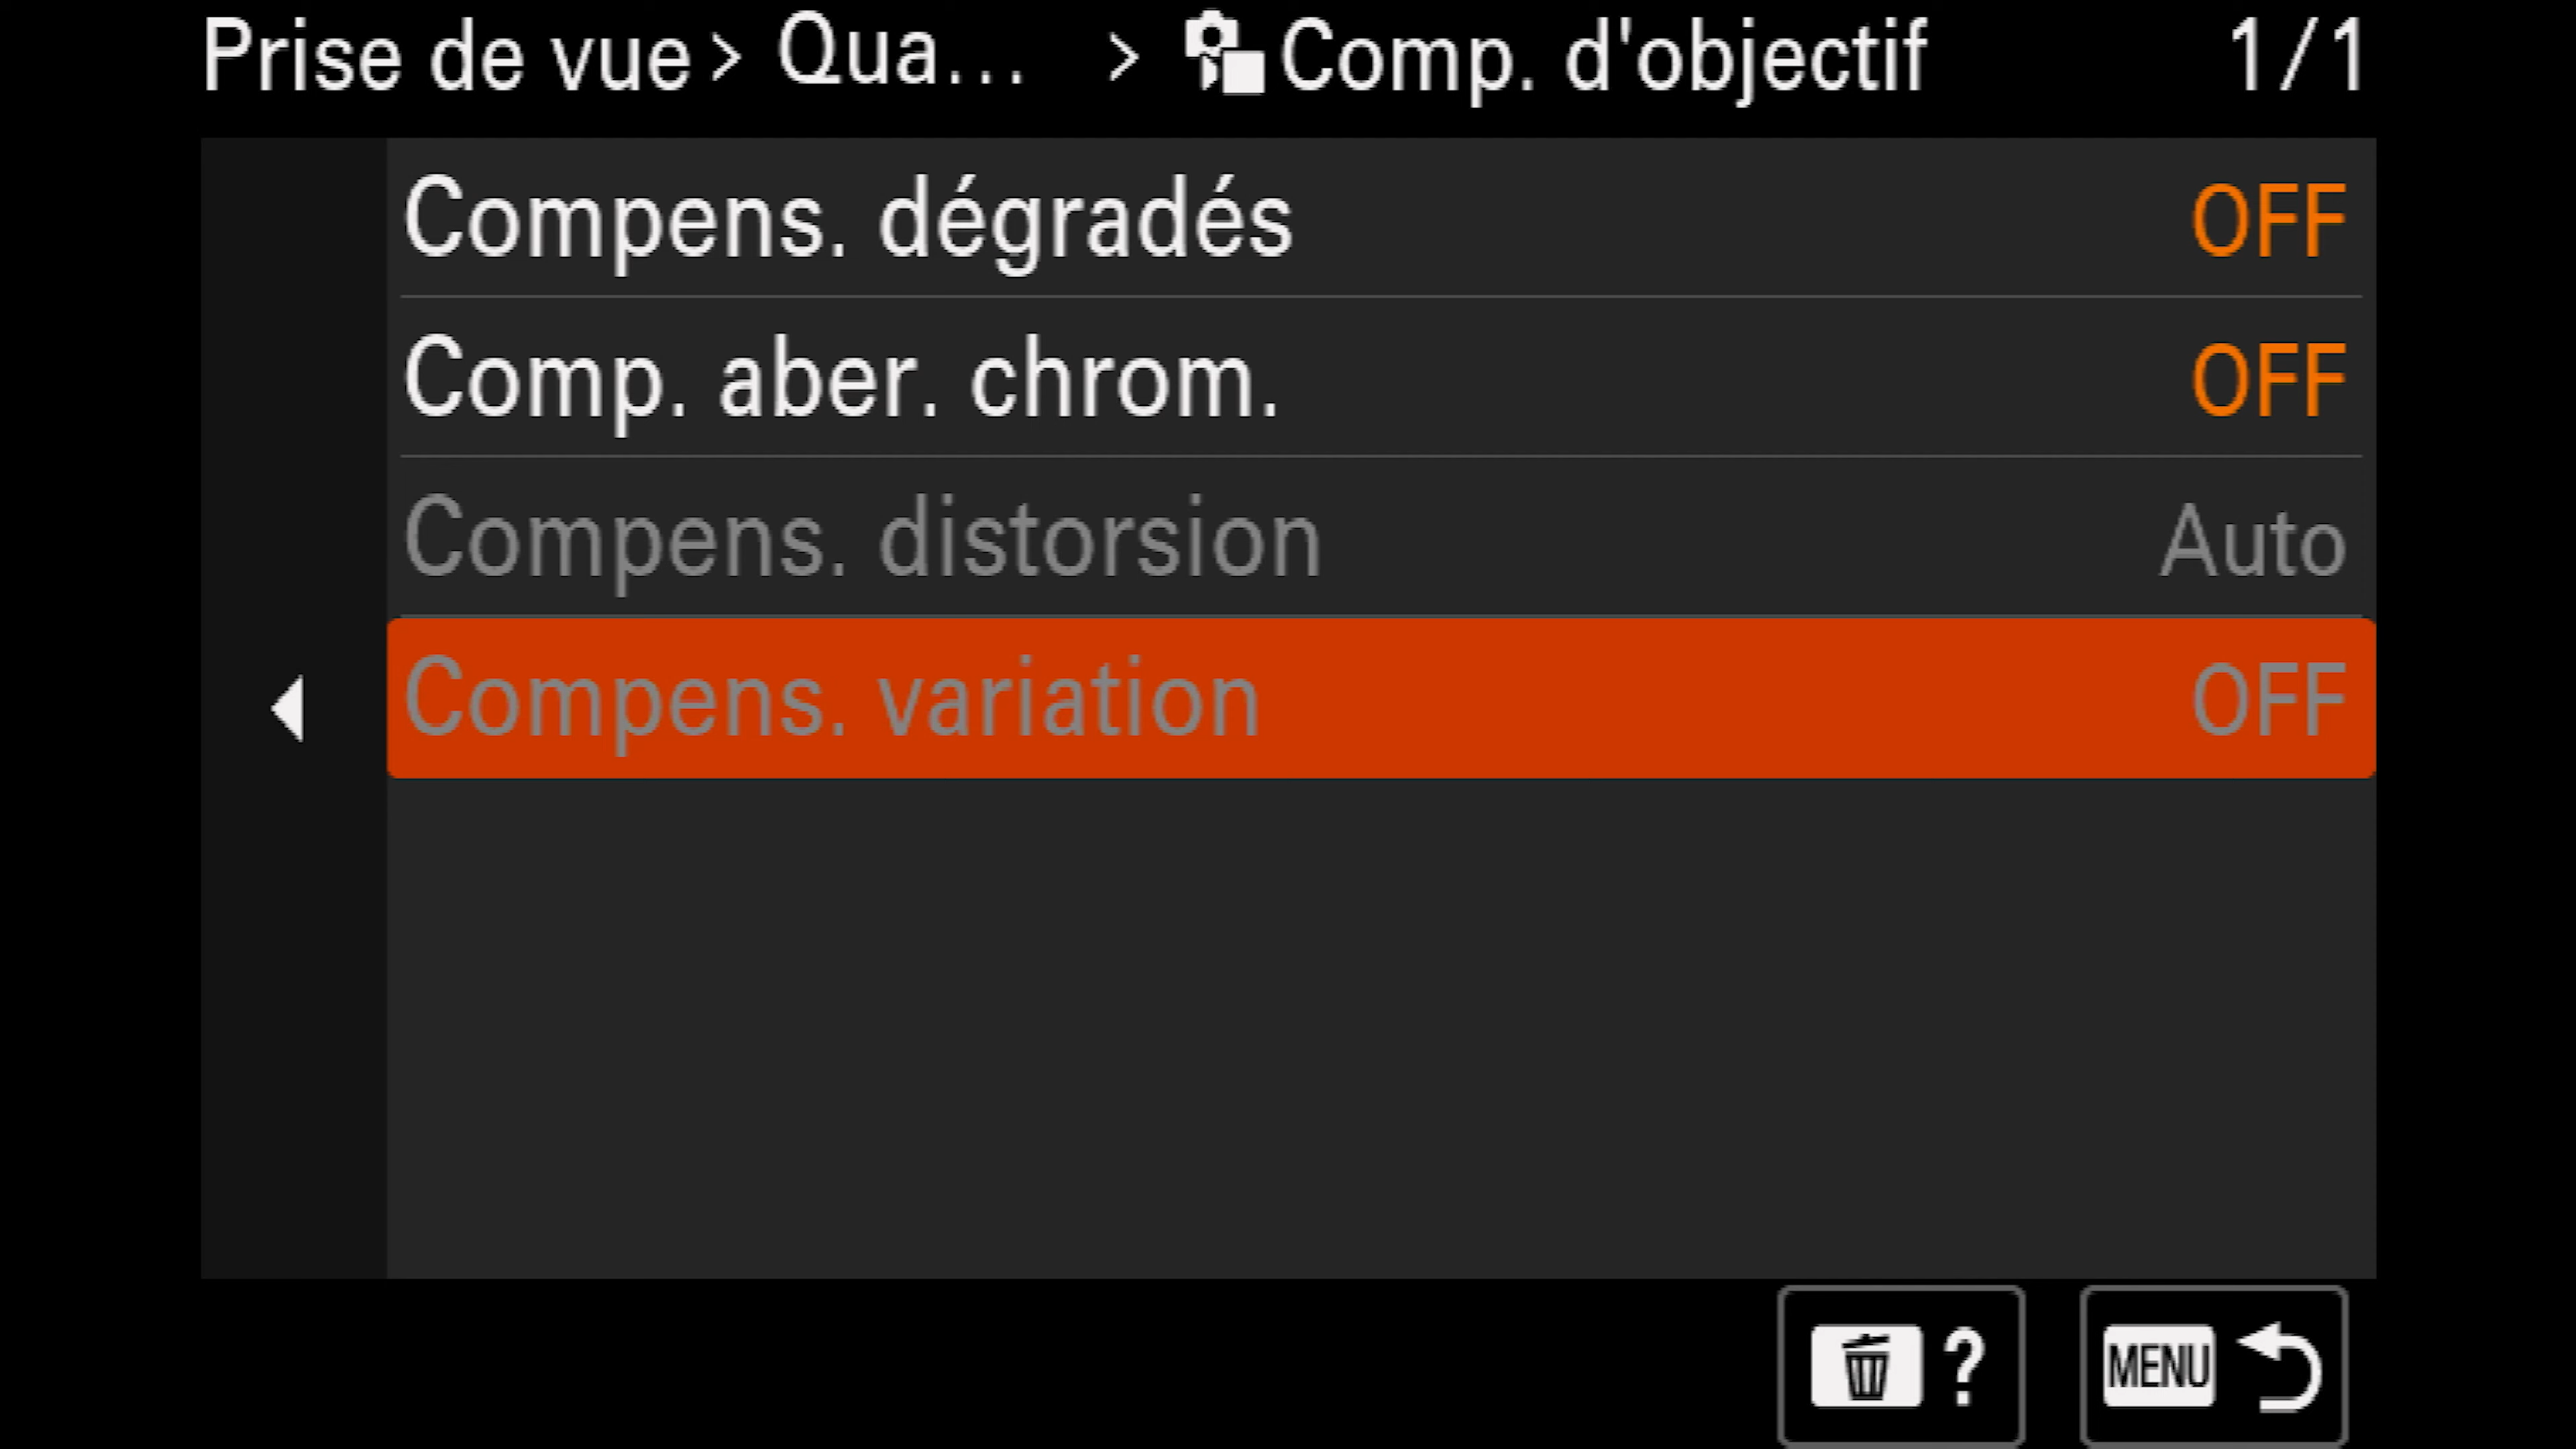 Prise de vue > Qua... > Comp. d'objectif 1/1
Compens. dégradés OFF
Comp. aber. chrom. OFF
Compens. distorsion Auto
Compens. variation OFF
? MENU